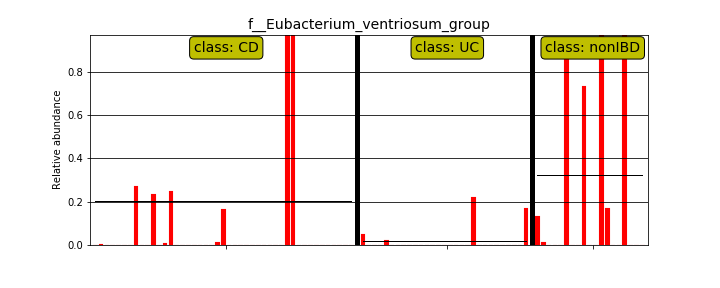 f__Eubacterium_ventriosum_group
class: CD
class: UC
class: nonIBD
Relative abundance
0.8
0.6
0.4
0.2
0.0